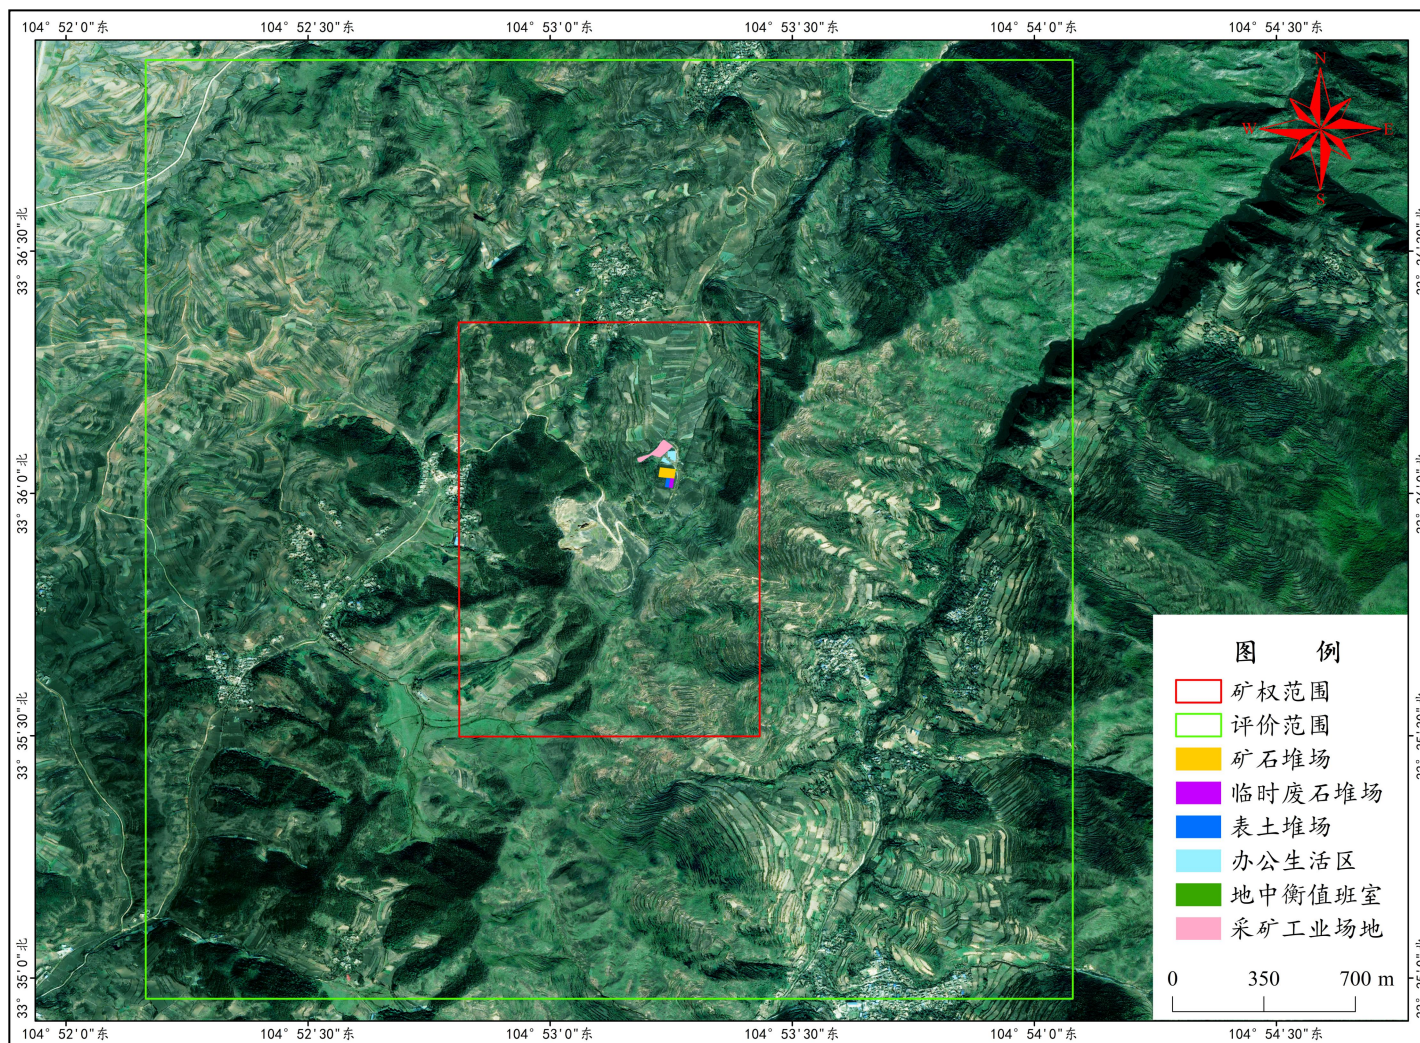 104° 52'0"东 104° 52'30"东 104° 53'0"东 104° 53'30"东 104° 54'0"东 104° 54'30"东
N
W E
S
33° 36'30"北
33° 36'0"北
33° 35'30"北
33° 35'0"北
图 例
矿权范围
评价范围
矿石堆场
临时废石堆场
表土堆场
办公生活区
地中衡值班室
采矿工业场地
0 350 700 m
104° 52'0"东 104° 52'30"东 104° 53'0"东 104° 53'30"东 104° 54'0"东 104° 54'30"东